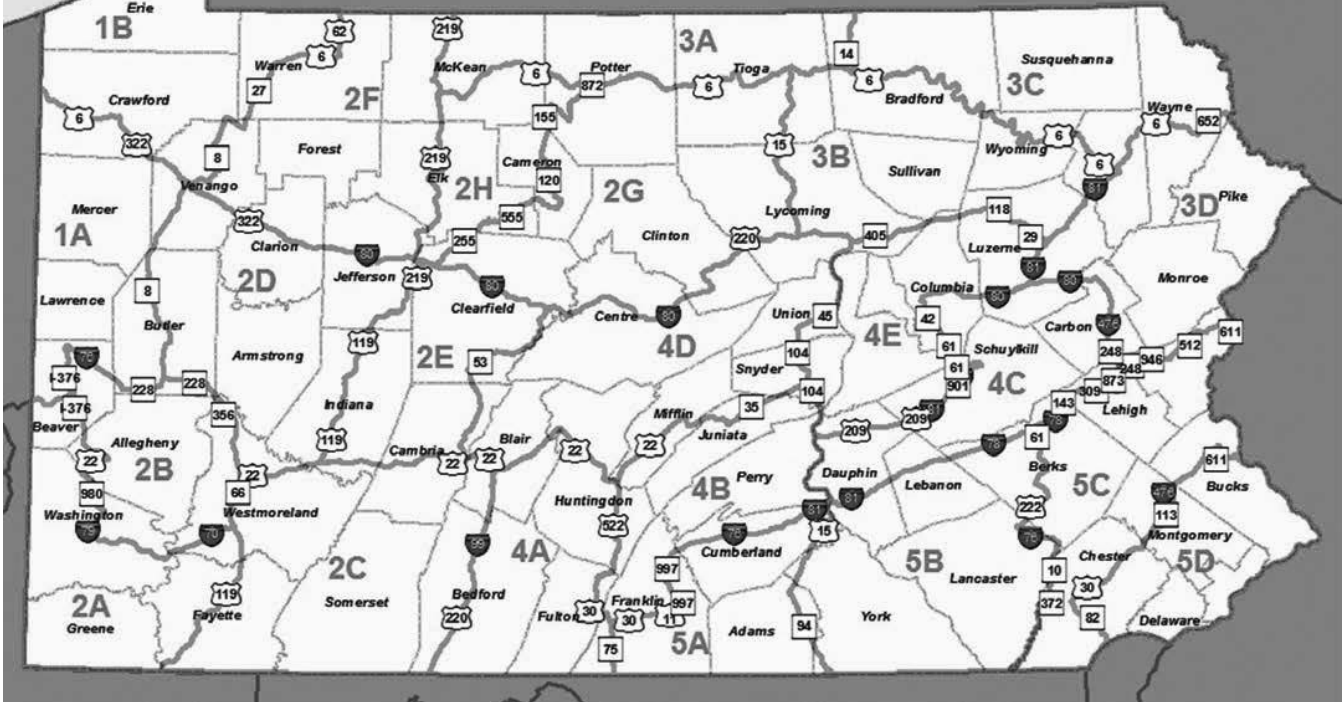 Erie
1B
62
219
3A
Warren
6
McKean
6
Potter
872
6
Tioga
14
6
Bradford
3C
Susquehanna
27
2F
Crawford
6
322
155
15
3B
Wyoming
6
6
Wayne
6
652
8
Forest
219
Elk
Cameron
120
2H
Sullivan
81
Venango
2G
Mercer
1A
322
Clarion
555
255
Clinton
Lycoming
220
405
118
29
Luzerne
3D
Pike
80
Jefferson
219
2D
80
Clearfield
81
80
80
Monroe
Lawrence
8
Butler
Centre
80
4D
Union
45
Columbia
42
4E
Carbon
476
611
119
2E
53
Armstrong
Snyder
104
61
Schuylkill
61
901
4C
248
248
946
512
76
I-376
I-376
Beaver
228
228
356
Indiana
119
35
104
Mifflin
Juniata
873
309
143
Lehigh
209
81
209
78
Allegheny
2B
22
22
66
Cambria
22
Blair
22
22
22
78
61
Berks
611
Bucks
980
Washington
79
70
Westmoreland
Huntingdon
522
4B
Perry
Dauphin
81
81
Lebanon
222
5C
476
113
Montgomery
99
4A
76
Cumberland
15
76
Chester
5D
2C
2A
Greene
119
Fayette
Somerset
Bedford
220
Fulton
30
Franklin
30
11
997
997
5A
75
Adams
94
York
5B
Lancaster
10
372
30
82
Delaware